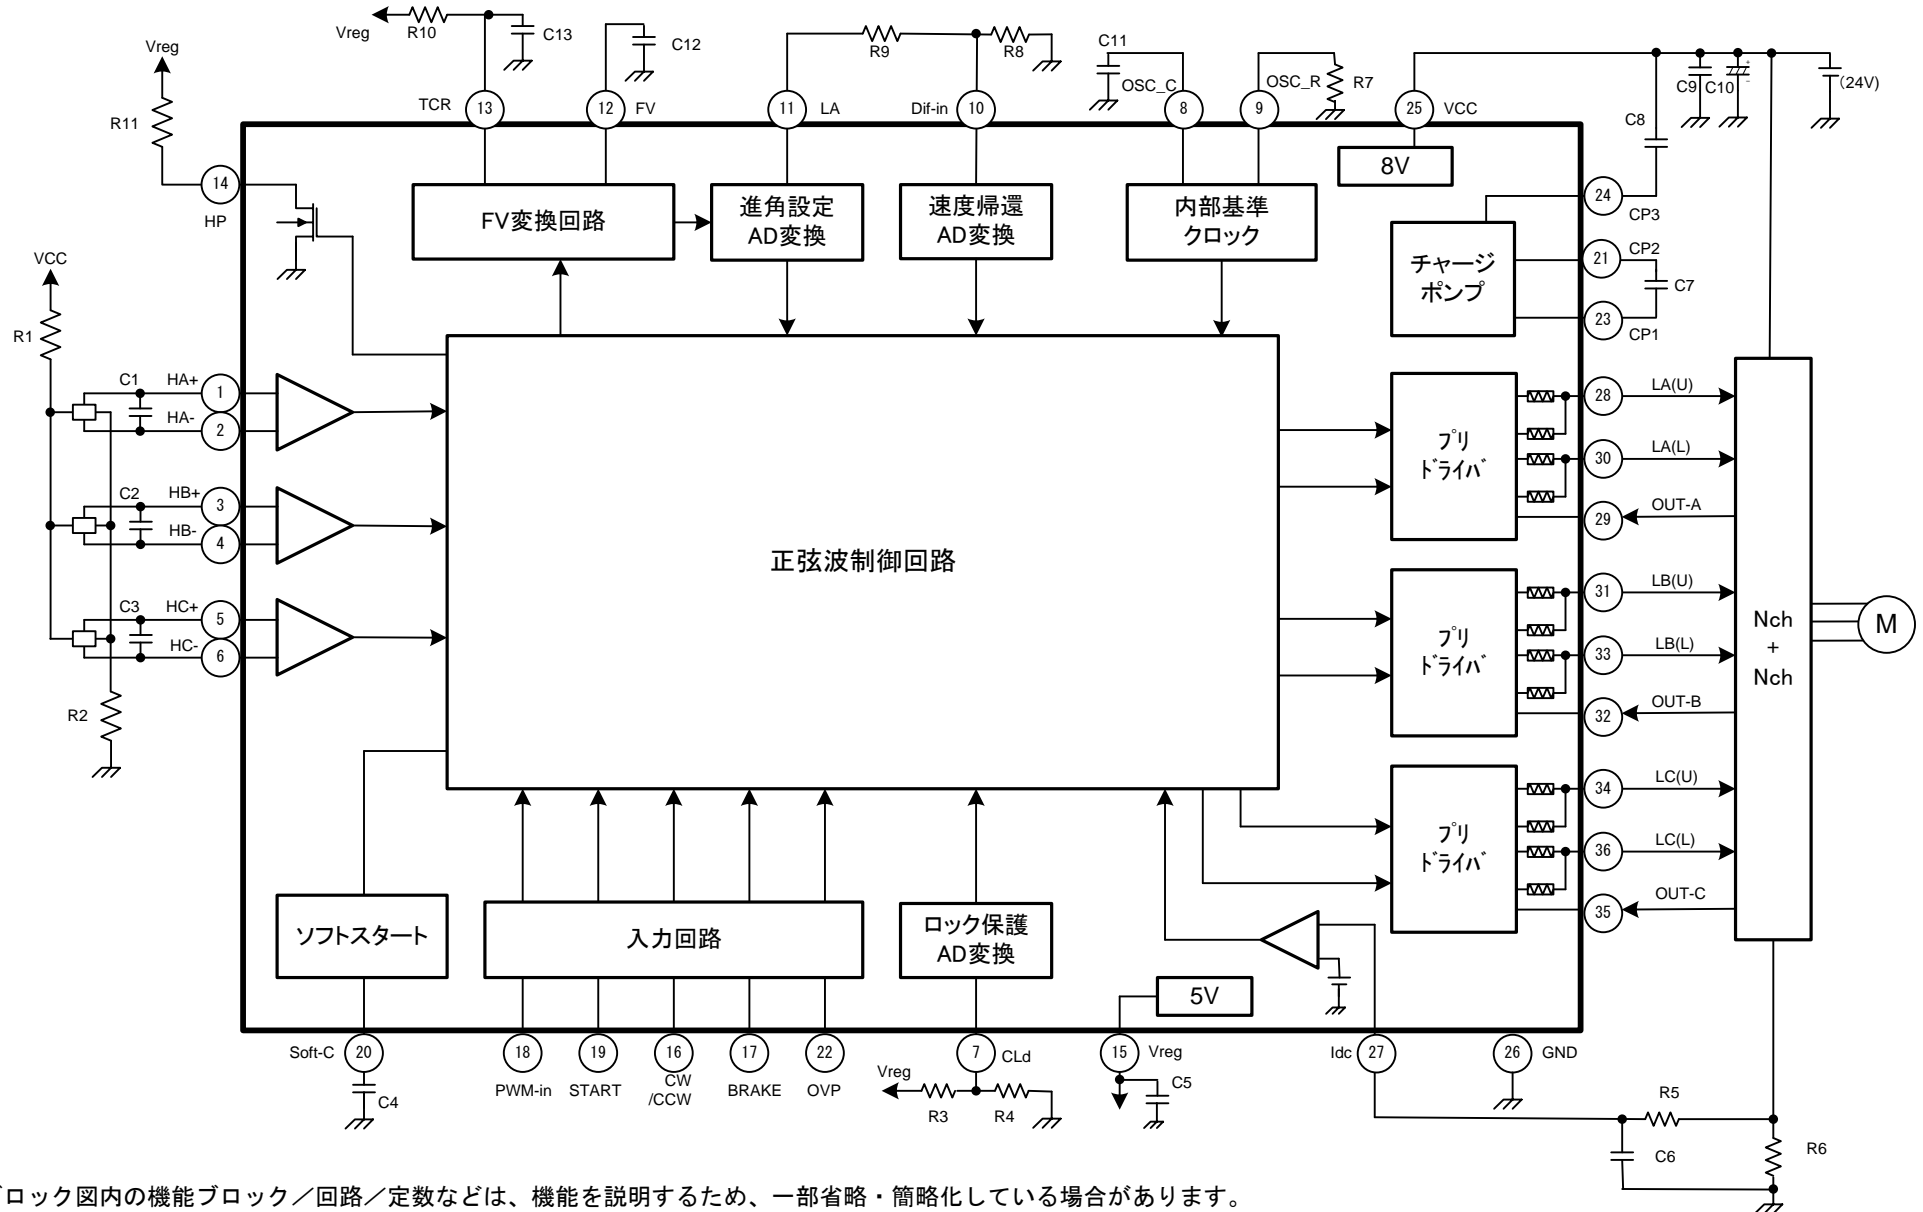 Vreg
R10
C13
C12
R9
R8
C11
OSC_C
OSC_R
R7
C9
C10
+
-
(24V)
Vreg
R11
TCR
13
12
FV
11
LA
Dif-in
10
8
9
25
VCC
C8
8V
14
HP
FV変換回路
進角設定
AD変換
速度帰還
AD変換
内部基準
クロック
24
CP3
チャージ
ポンプ
21
CP2
C7
23
CP1
VCC
R1
C1
HA+
1
HA-
2
C2
HB+
3
HB-
4
C3
HC+
5
HC-
6
R2
正弦波制御回路
プリ
ドライバ
28
LA(U)
30
LA(L)
29
OUT-A
プリ
ドライバ
31
LB(U)
33
LB(L)
32
OUT-B
プリ
ドライバ
34
LC(U)
36
LC(L)
35
OUT-C
Nch
+
Nch
M
ソフトスタート
入力回路
ロック保護
AD変換
5V
Soft-C
20
C4
18
PWM-in
19
START
16
CW
/CCW
17
BRAKE
22
OVP
7
CLd
Vreg
R3
R4
15
Vreg
C5
Idc
27
26
GND
R5
C6
R6
ブロック図内の機能ブロック／回路／定数などは、機能を説明するため、一部省略・簡略化している場合があります。